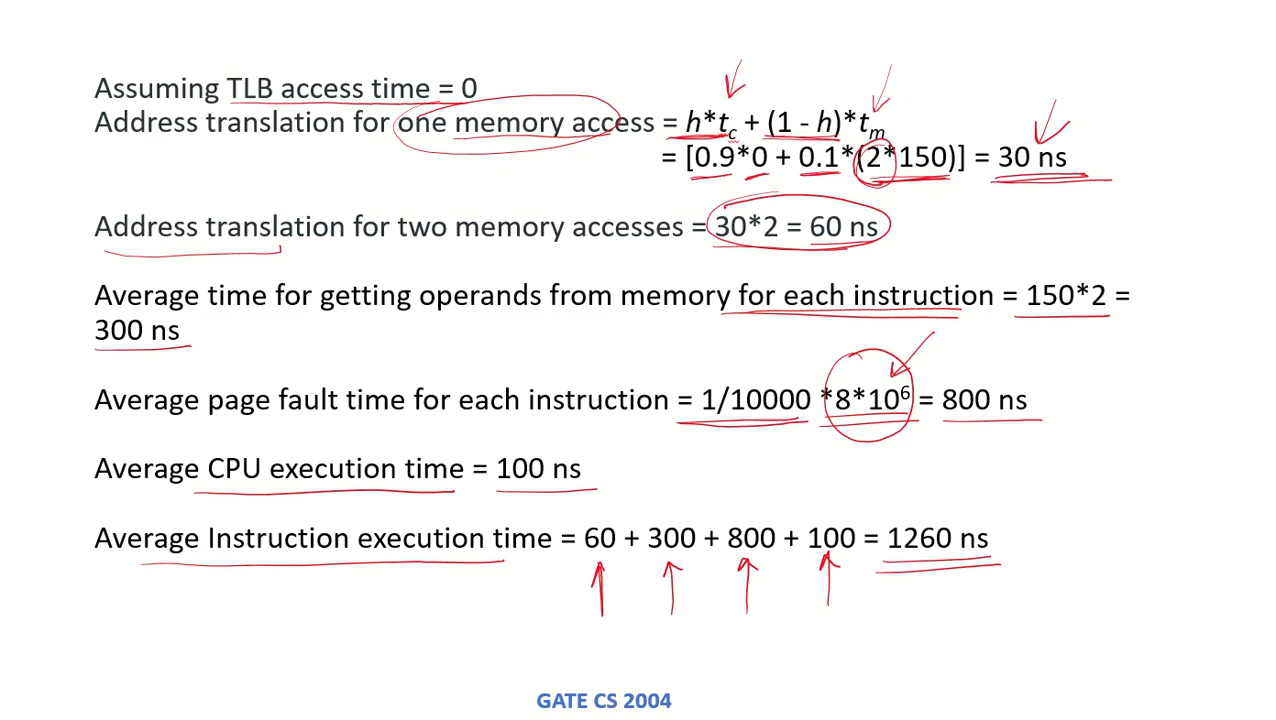 Assuming TLB access time = 0
Address translation for one memory access = h*tc + (1 - h)*tm
= [0.9*0 + 0.1*(2*150)] = 30 ns
Address translation for two memory accesses = 30*2 = 60 ns
Average time for getting operands from memory for each instruction = 150*2 =
300 ns
Average page fault time for each instruction = 1/10000 *8*10⁶ = 800 ns
Average CPU execution time = 100 ns
Average Instruction execution time = 60 + 300 + 800 + 100 = 1260 ns
GATE CS 2004